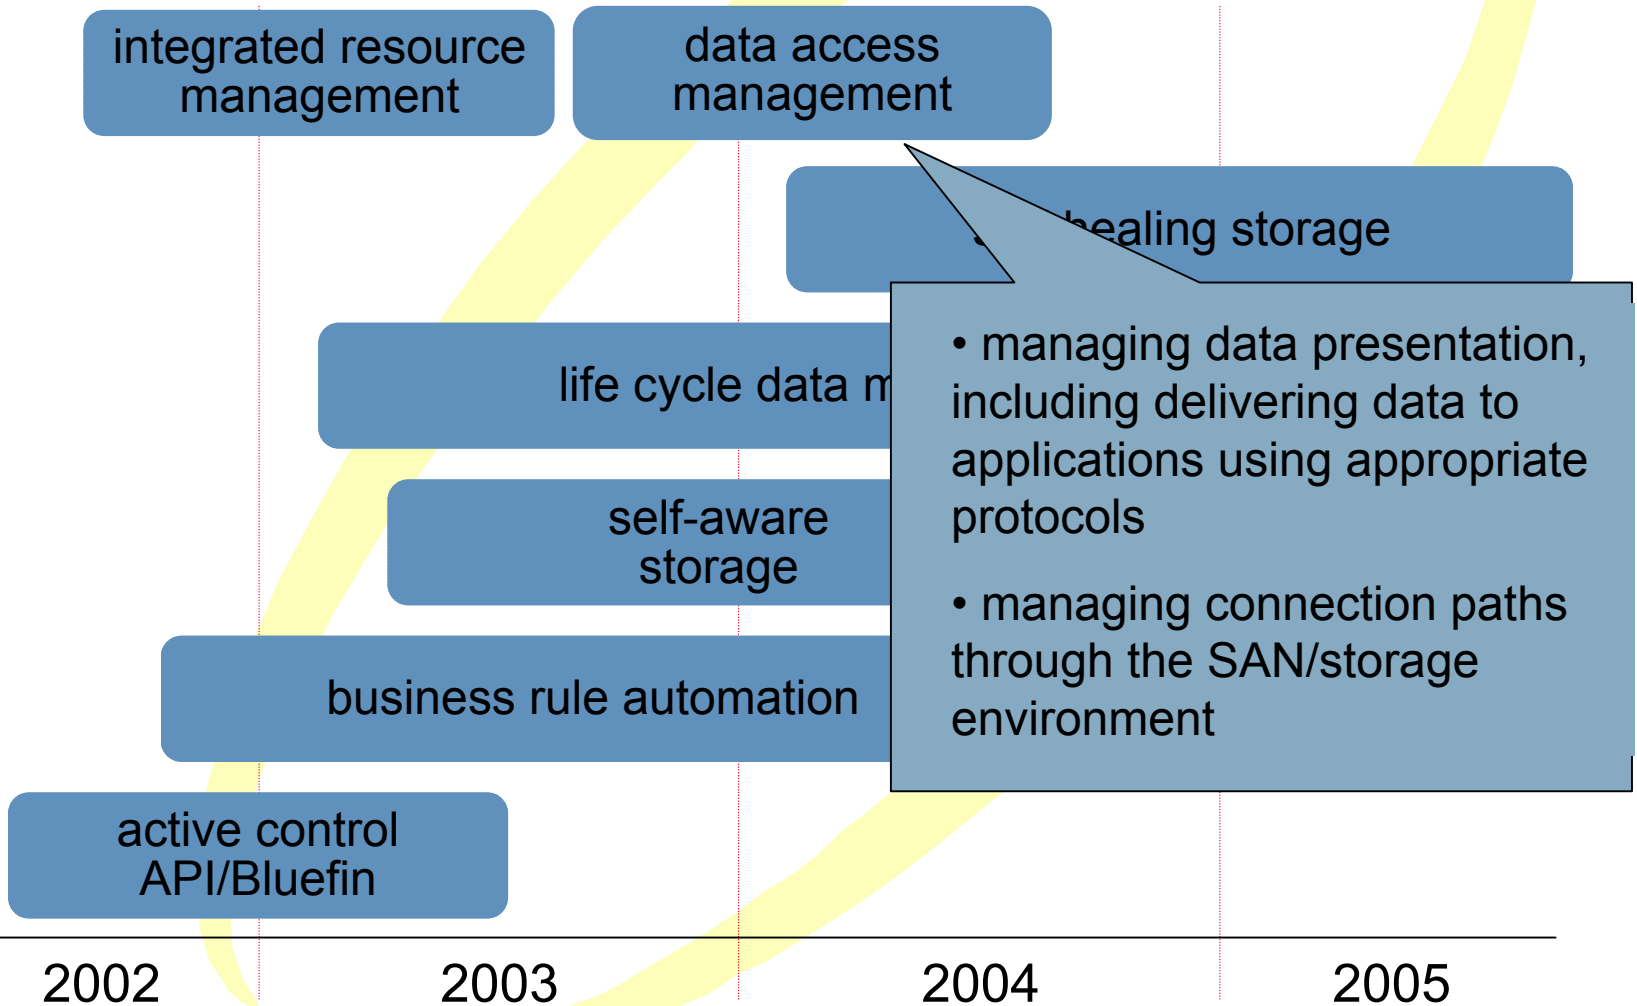 integrated resource
management
data access
management
healing storage
life cycle data
• managing data presentation,
including delivering data to
applications using appropriate
protocols
• managing connection paths
through the SAN/storage
environment
self-aware
storage
business rule automation
active control
API/Bluefin
2002
2003
2004
2005